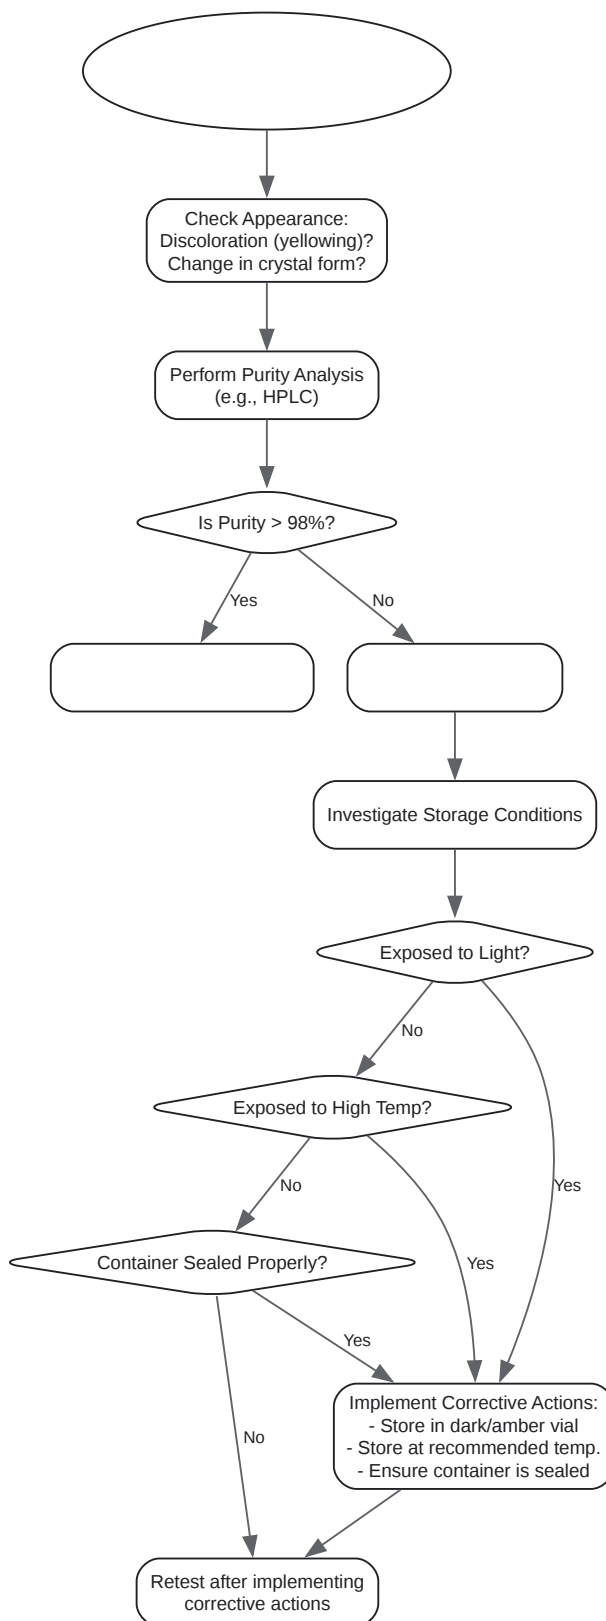 Check Appearance:
Discoloration (yellowing)?
Change in crystal form?
Perform Purity Analysis
(e.g., HPLC)
Is Purity > 98%?
Yes
No
Investigate Storage Conditions
Exposed to Light?
No
Exposed to High Temp?
Yes
No
Container Sealed Properly?
Yes
Yes
Implement Corrective Actions:
- Store in dark/amber vial
- Store at recommended temp.
- Ensure container is sealed
No
Retest after implementing
corrective actions